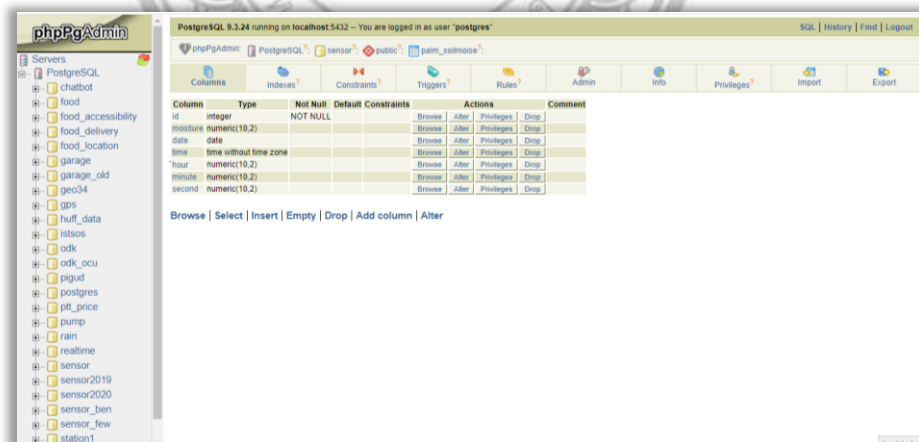 phpPgAdmin
Servers
PostgreSQL
chatbot
food
food_accessibility
food_delivery
food_location
garage
garage_old
geo34
gps
huff_data
istsos
odk
odk_ocu
pigud
postgres
ptt_price
pump
rain
realtime
sensor
sensor2019
sensor2020
sensor_ben
sensor_few
station1
PostgreSQL 9.3.24 running on localhost:5432 -- You are logged in as user "postgres"
SQL | History | Find | Logout
phpPgAdmin: PostgreSQL?: sensor?: public?: palm_soilmoise?:
Columns Indexes? Constraints? Triggers? Rules? Admin Info Privileges? Import Export
Column Type Not Null Default Constraints Actions Comment
id integer NOT NULL Browse Alter Privileges Drop
mositure numeric(10,2) Browse Alter Privileges Drop
date date Browse Alter Privileges Drop
time time without time zone Browse Alter Privileges Drop
hour numeric(10,2) Browse Alter Privileges Drop
minute numeric(10,2) Browse Alter Privileges Drop
second numeric(10,2) Browse Alter Privileges Drop
Browse | Select | Insert | Empty | Drop | Add column | Alter